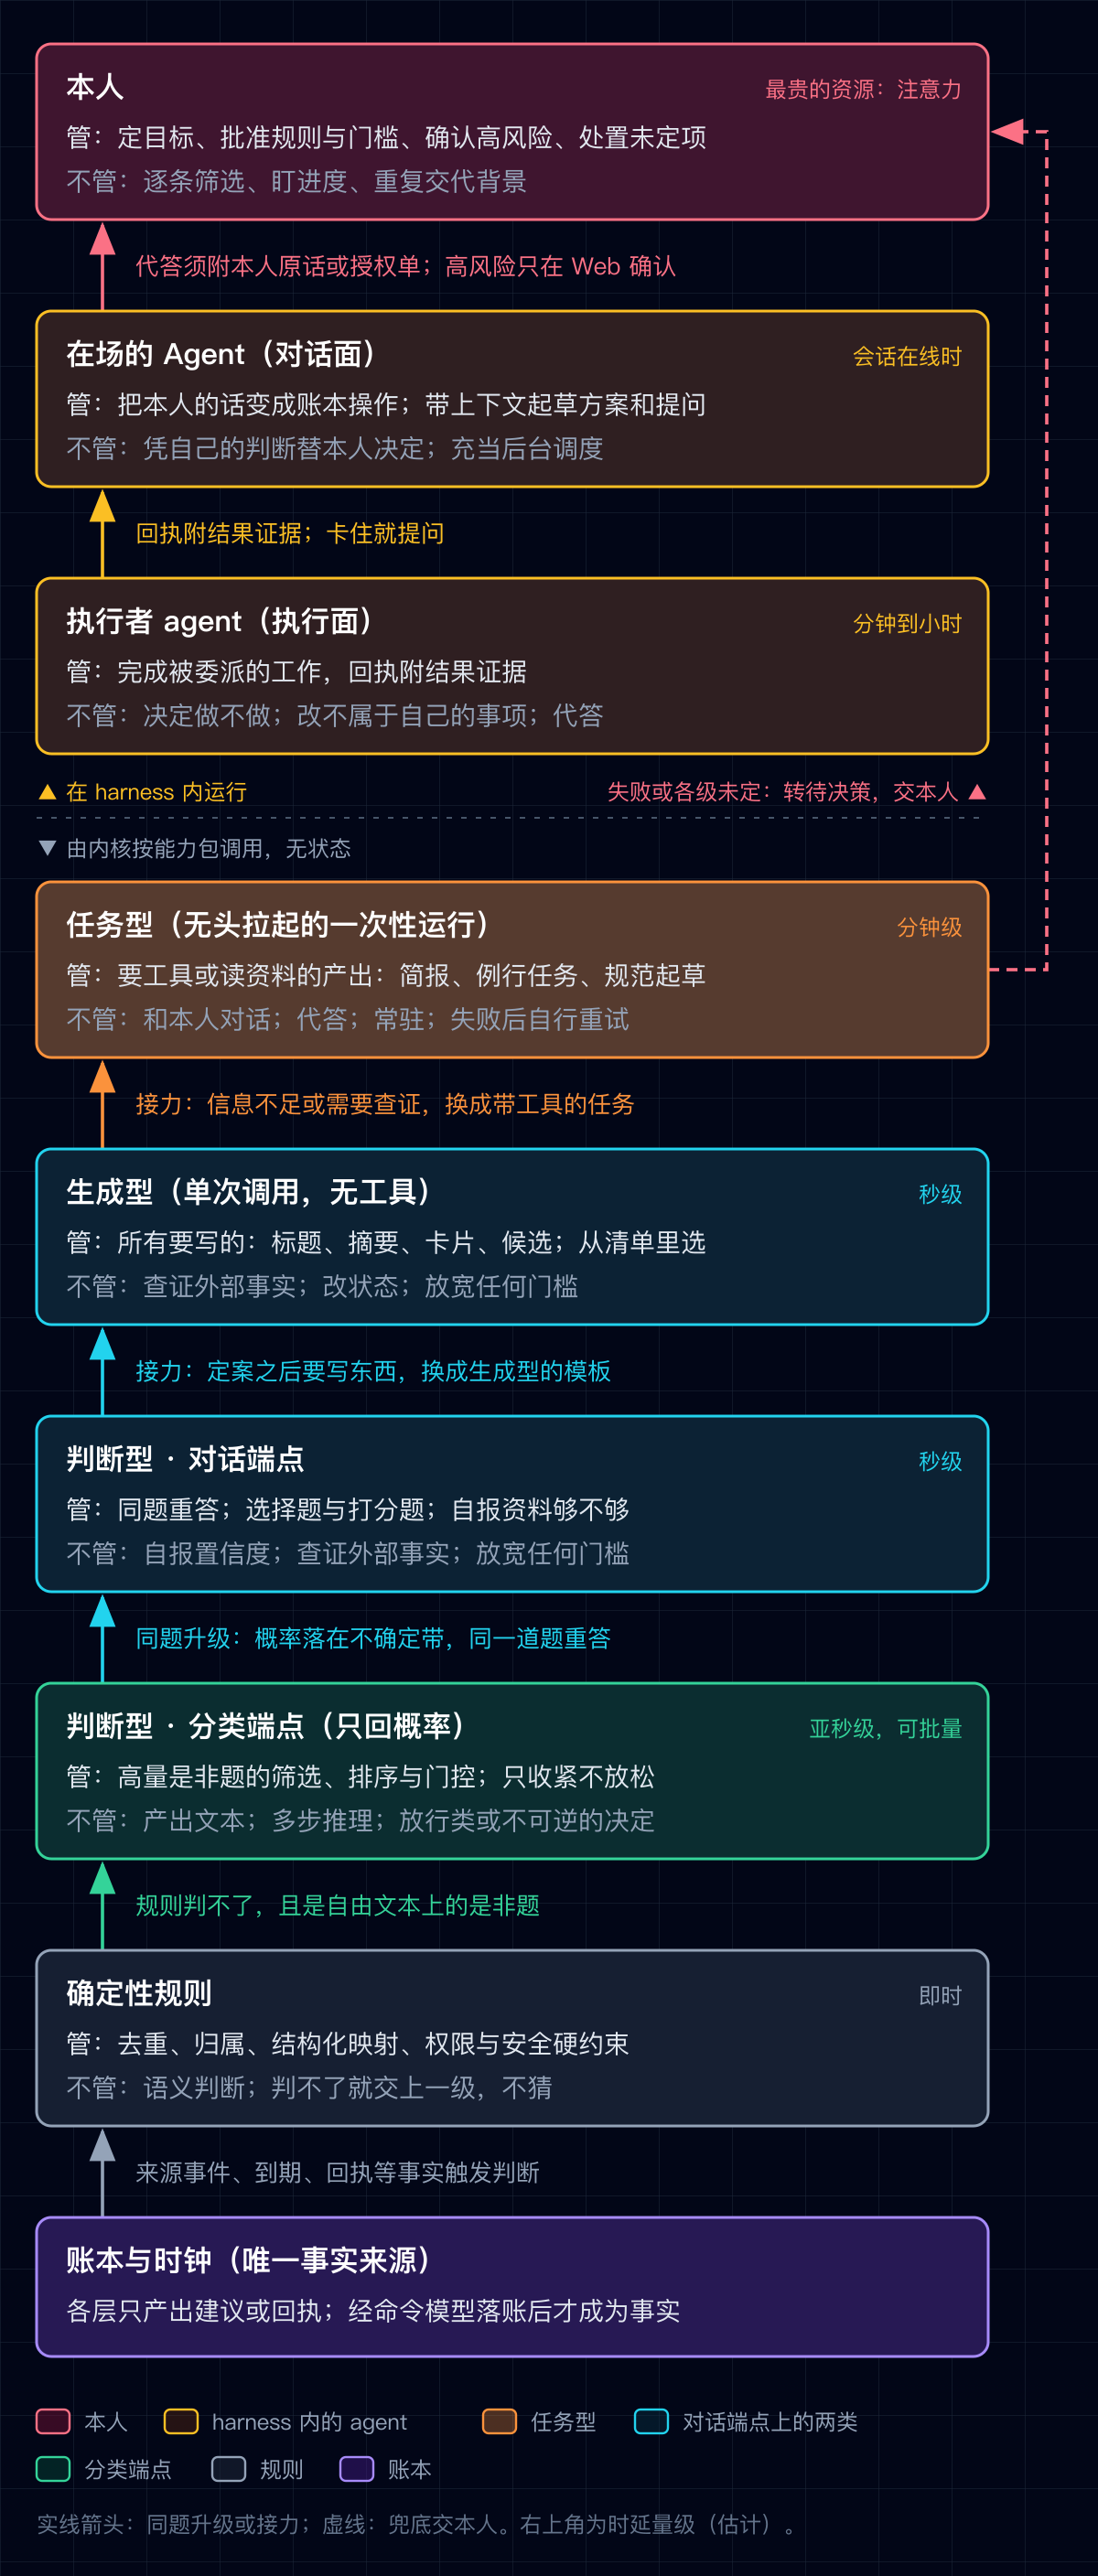 本人
最贵的资源：注意力
管：定目标、批准规则与门槛、确认高风险、处置未定项
不管：逐条筛选、盯进度、重复交代背景
代答须附本人原话或授权单；高风险只在 Web 确认
在场的 Agent（对话面）
会话在线时
管：把本人的话变成账本操作；带上下文起草方案和提问
不管：凭自己的判断替本人决定；充当后台调度
回执附结果证据；卡住就提问
执行者 agent（执行面）
分钟到小时
管：完成被委派的工作，回执附结果证据
不管：决定做不做；改不属于自己的事项；代答
▲ 在 harness 内运行
失败或各级未定：转待决策，交本人 ▲
▼ 由内核按能力包调用，无状态
任务型（无头拉起的一次性运行）
分钟级
管：要工具或读资料的产出：简报、例行任务、规范起草
不管：和本人对话；代答；常驻；失败后自行重试
接力：信息不足或需要查证，换成带工具的任务
生成型（单次调用，无工具）
秒级
管：所有要写的：标题、摘要、卡片、候选；从清单里选
不管：查证外部事实；改状态；放宽任何门槛
接力：定案之后要写东西，换成生成型的模板
判断型 · 对话端点
秒级
管：同题重答；选择题与打分题；自报资料够不够
不管：自报置信度；查证外部事实；放宽任何门槛
同题升级：概率落在不确定带，同一道题重答
判断型 · 分类端点（只回概率）
亚秒级，可批量
管：高量是非题的筛选、排序与门控；只收紧不放松
不管：产出文本；多步推理；放行类或不可逆的决定
规则判不了，且是自由文本上的是非题
确定性规则
即时
管：去重、归属、结构化映射、权限与安全硬约束
不管：语义判断；判不了就交上一级，不猜
来源事件、到期、回执等事实触发判断
账本与时钟（唯一事实来源）
各层只产出建议或回执；经命令模型落账后才成为事实
本人
harness 内的 agent
任务型
对话端点上的两类
分类端点
规则
账本
实线箭头：同题升级或接力；虚线：兜底交本人。右上角为时延量级（估计）。